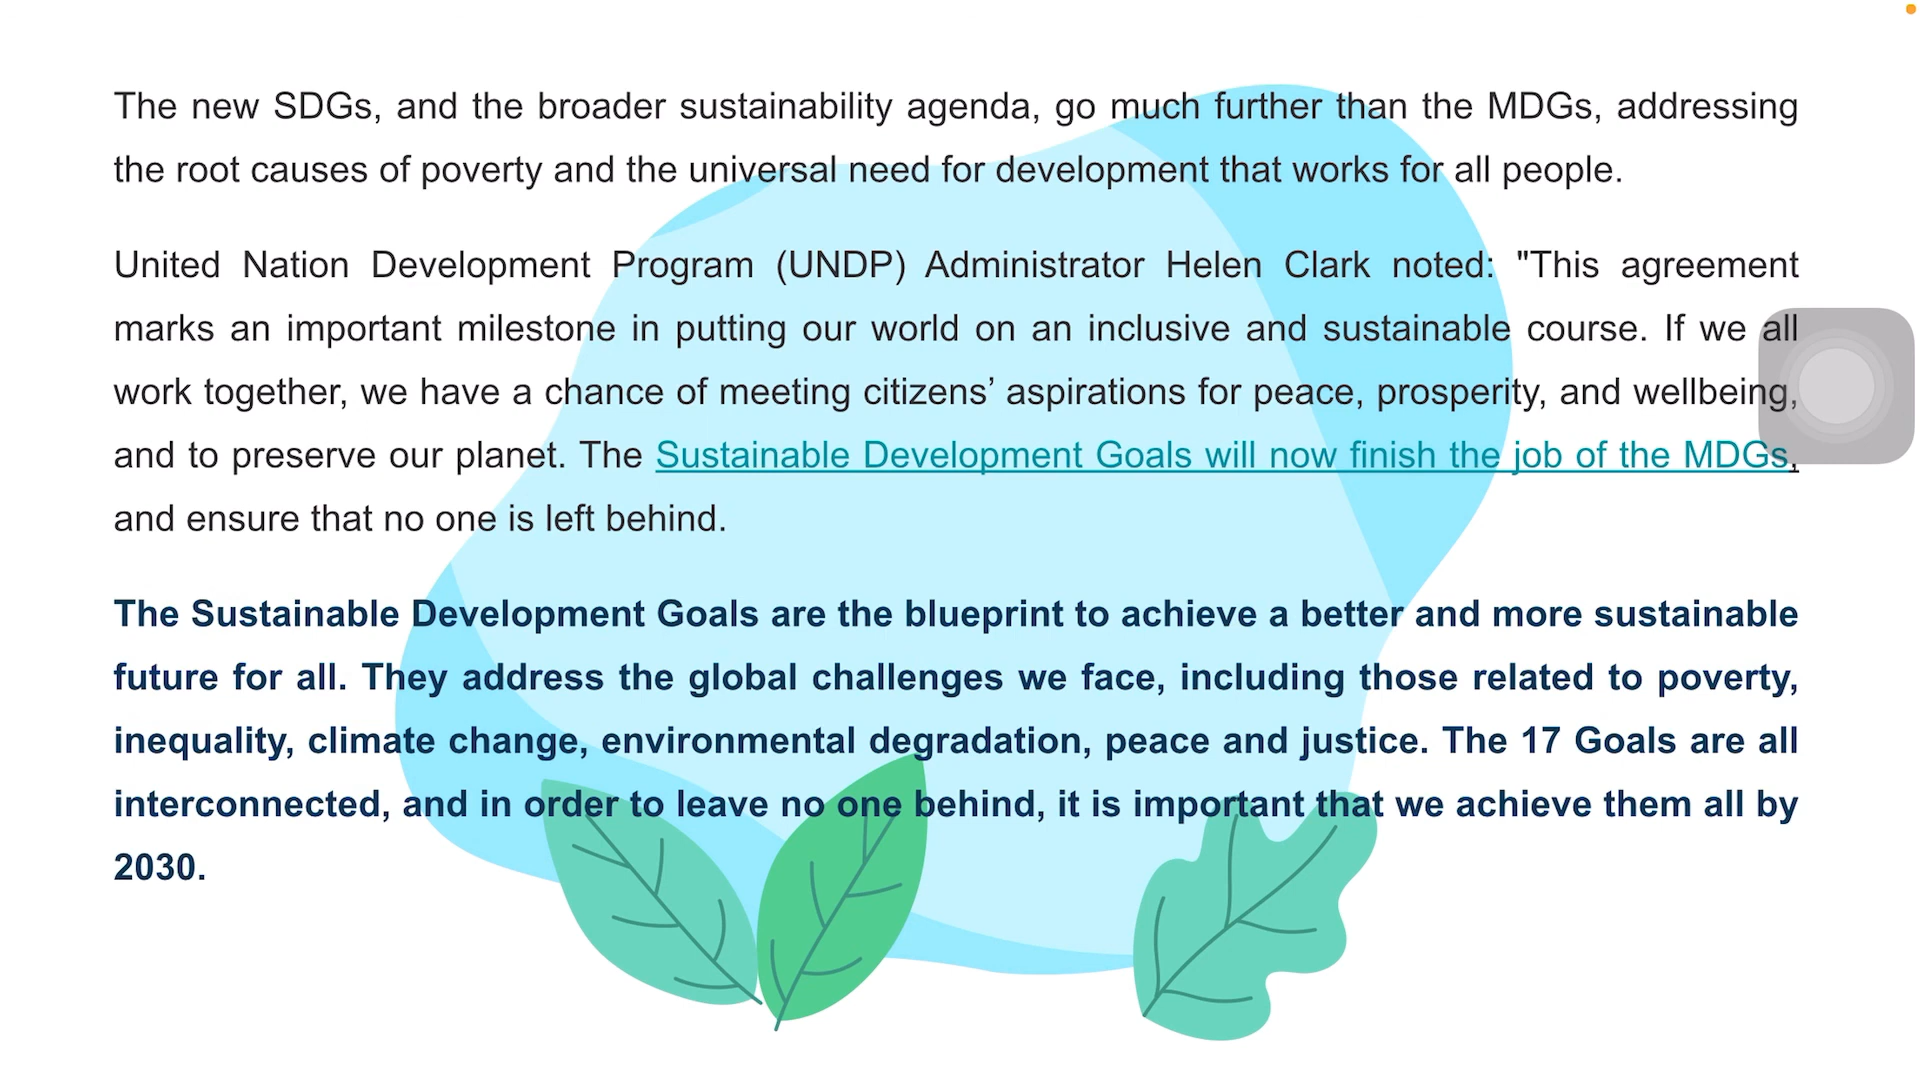 The new SDGs, and the broader sustainability agenda, go much further than the MDGs, addressing
the root causes of poverty and the universal need for development that works for all people.
United Nation Development Program (UNDP) Administrator Helen Clark noted: "This agreement
marks an important milestone in putting our world on an inclusive and sustainable course. If we all
work together, we have a chance of meeting citizens’ aspirations for peace, prosperity, and wellbeing,
and to preserve our planet. The Sustainable Development Goals will now finish the job of the MDGs,
and ensure that no one is left behind.
The Sustainable Development Goals are the blueprint to achieve a better and more sustainable
future for all. They address the global challenges we face, including those related to poverty,
inequality, climate change, environmental degradation, peace and justice. The 17 Goals are all
interconnected, and in order to leave no one behind, it is important that we achieve them all by
2030.